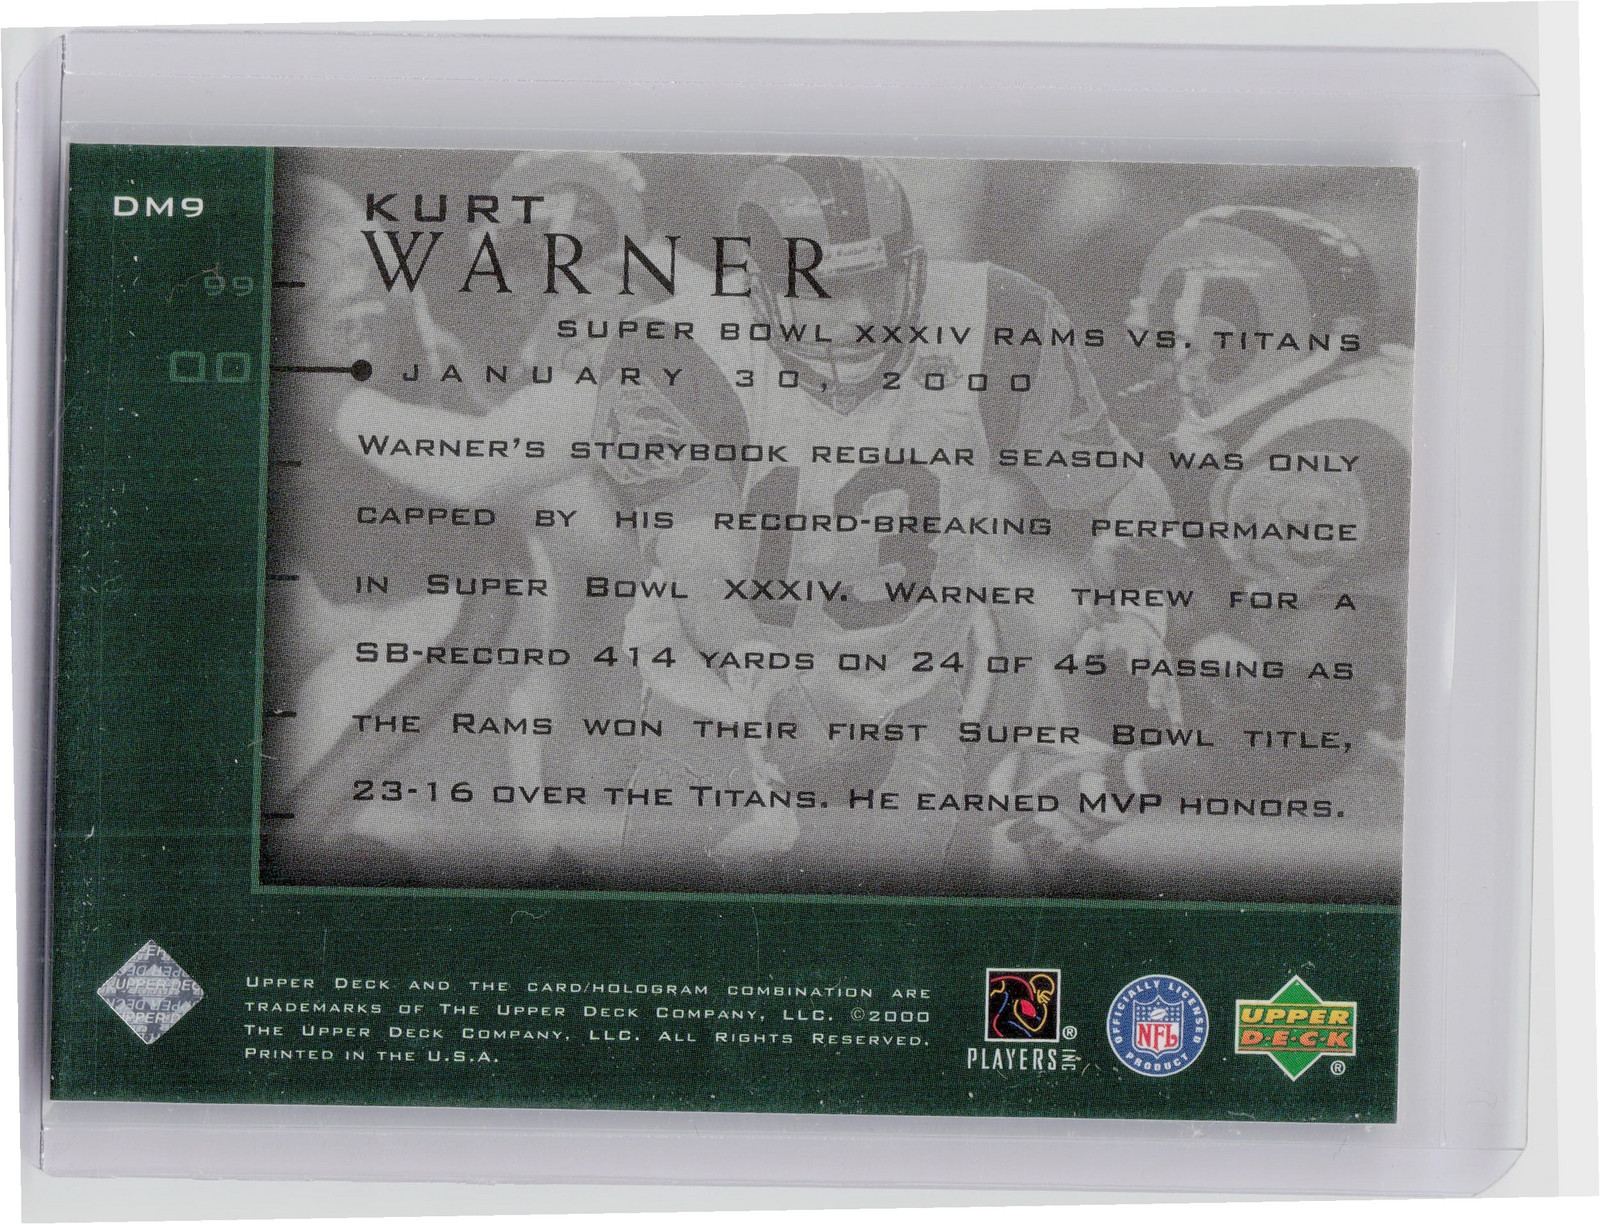 DM9
99
00
KURT
WARNER
SUPER BOWL XXXIV RAMS VS. TITANS
JANUARY 30, 2000
WARNER'S STORYBOOK REGULAR SEASON WAS ONLY
CAPPED BY HIS RECORD-BREAKING PERFORMANCE
IN SUPER BOWL XXXIV. WARNER THREW FOR A
SB-RECORD 414 YARDS ON 24 OF 45 PASSING AS
THE RAMS WON THEIR FIRST SUPER BOWL TITLE,
23-16 OVER THE TITANS. HE EARNED MVP HONORS.
13
UPPER DECK
UPPER DECK AND THE CARD/HOLOGRAM COMBINATION ARE
TRADEMARKS OF THE UPPER DECK COMPANY, LLC. ©2000
THE UPPER DECK COMPANY, LLC. ALL RIGHTS RESERVED.
PRINTED IN THE U.S.A.
PLAYERS INC ®
OFFICIALLY LICENSED
NFL
PRODUCT
UPPER
DECK ®